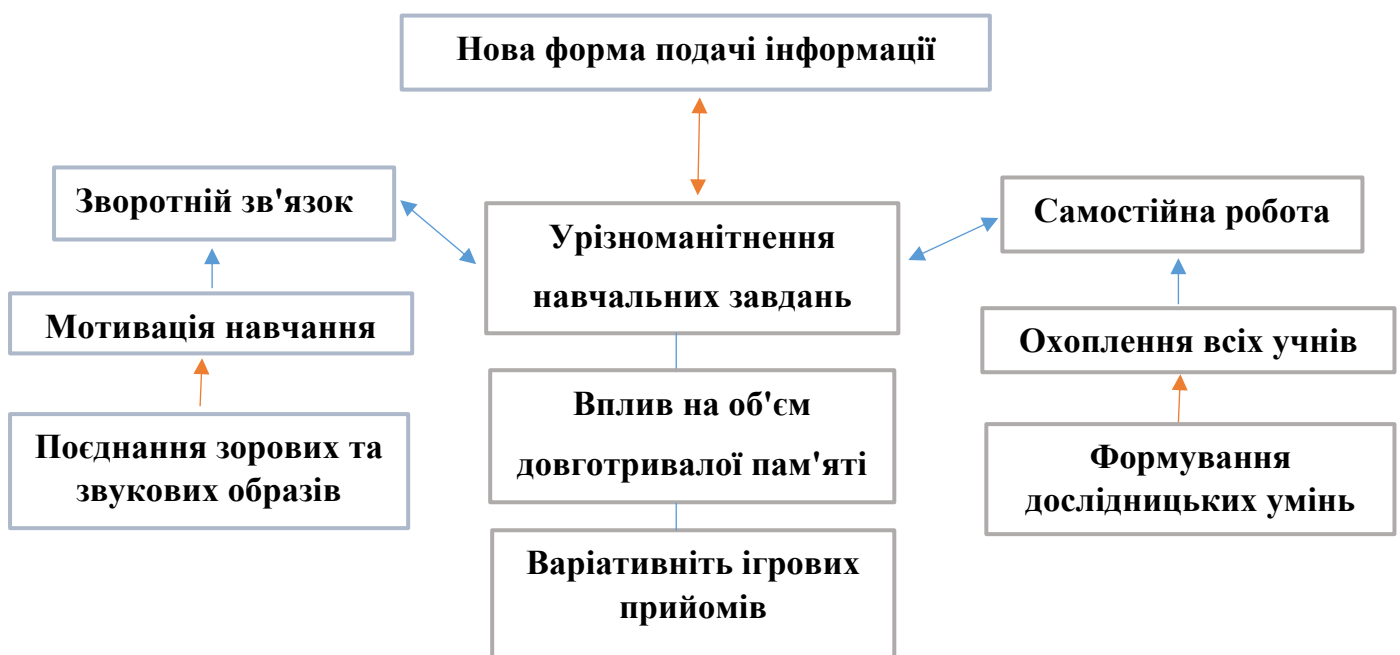 Нова форма подачі інформації
Зворотній зв'язок
Урізноманітнення
навчальних завдань
Самостійна робота
Мотивація навчання
Охоплення всіх учнів
Поєднання зорових та
звукових образів
Вплив на об'єм
довготривалої пам'яті
Формування
дослідницьких умінь
Варіативніть ігрових
прийомів